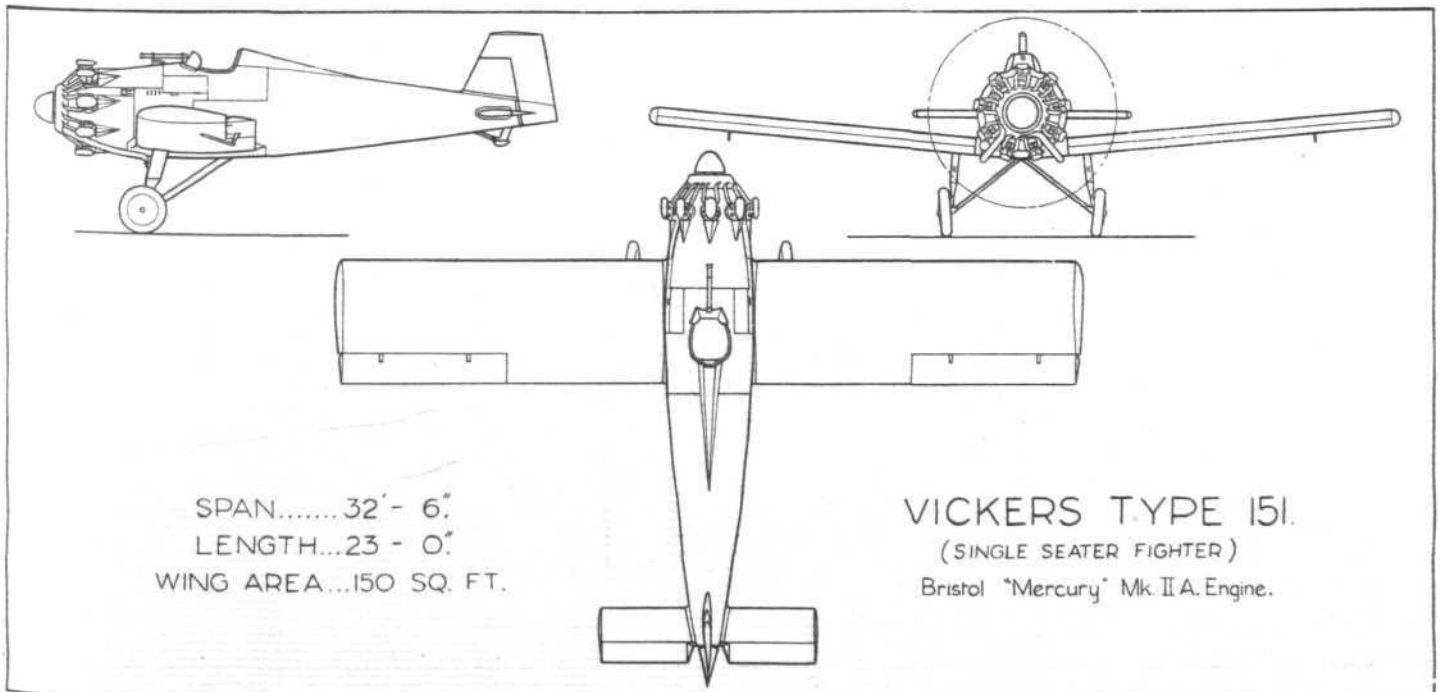 SPAN.......32' - 6".
LENGTH...23 - 0".
WING AREA...150 SQ. FT.
VICKERS TYPE 151.
(SINGLE SEATER FIGHTER)
Bristol "Mercury" Mk. II A. Engine.